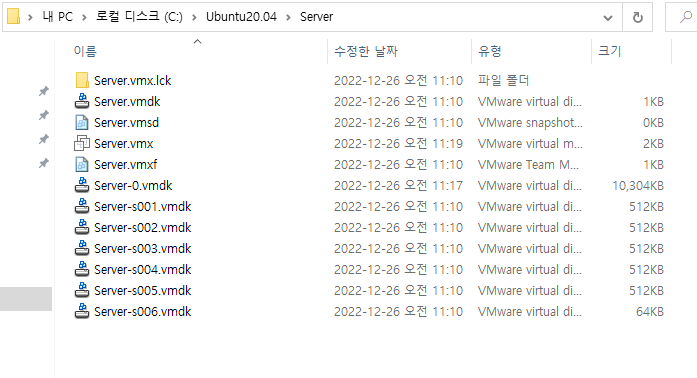 내 PC > 로컬 디스크 (C:) > Ubuntu20.04 > Server
이름 수정한 날짜 유형 크기
Server.vmx.lck 2022-12-26 오전 11:10 파일 폴더
Server.vmdk 2022-12-26 오전 11:10 VMware virtual di... 1KB
Server.vmsd 2022-12-26 오전 11:10 VMware snapshot... 0KB
Server.vmx 2022-12-26 오전 11:19 VMware virtual m... 2KB
Server.vmxf 2022-12-26 오전 11:10 VMware Team M... 1KB
Server-0.vmdk 2022-12-26 오전 11:17 VMware virtual di... 10,304KB
Server-s001.vmdk 2022-12-26 오전 11:10 VMware virtual di... 512KB
Server-s002.vmdk 2022-12-26 오전 11:10 VMware virtual di... 512KB
Server-s003.vmdk 2022-12-26 오전 11:10 VMware virtual di... 512KB
Server-s004.vmdk 2022-12-26 오전 11:10 VMware virtual di... 512KB
Server-s005.vmdk 2022-12-26 오전 11:10 VMware virtual di... 512KB
Server-s006.vmdk 2022-12-26 오전 11:10 VMware virtual di... 64KB